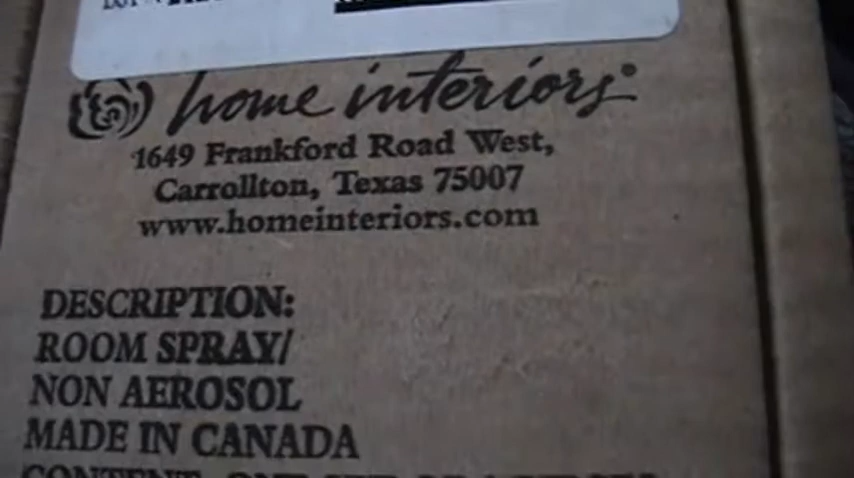 home interiors®
1649 Frankford Road West,
Carrollton, Texas 75007
www.homeinteriors.com
DESCRIPTION:
ROOM SPRAY/
NON AEROSOL
MADE IN CANADA